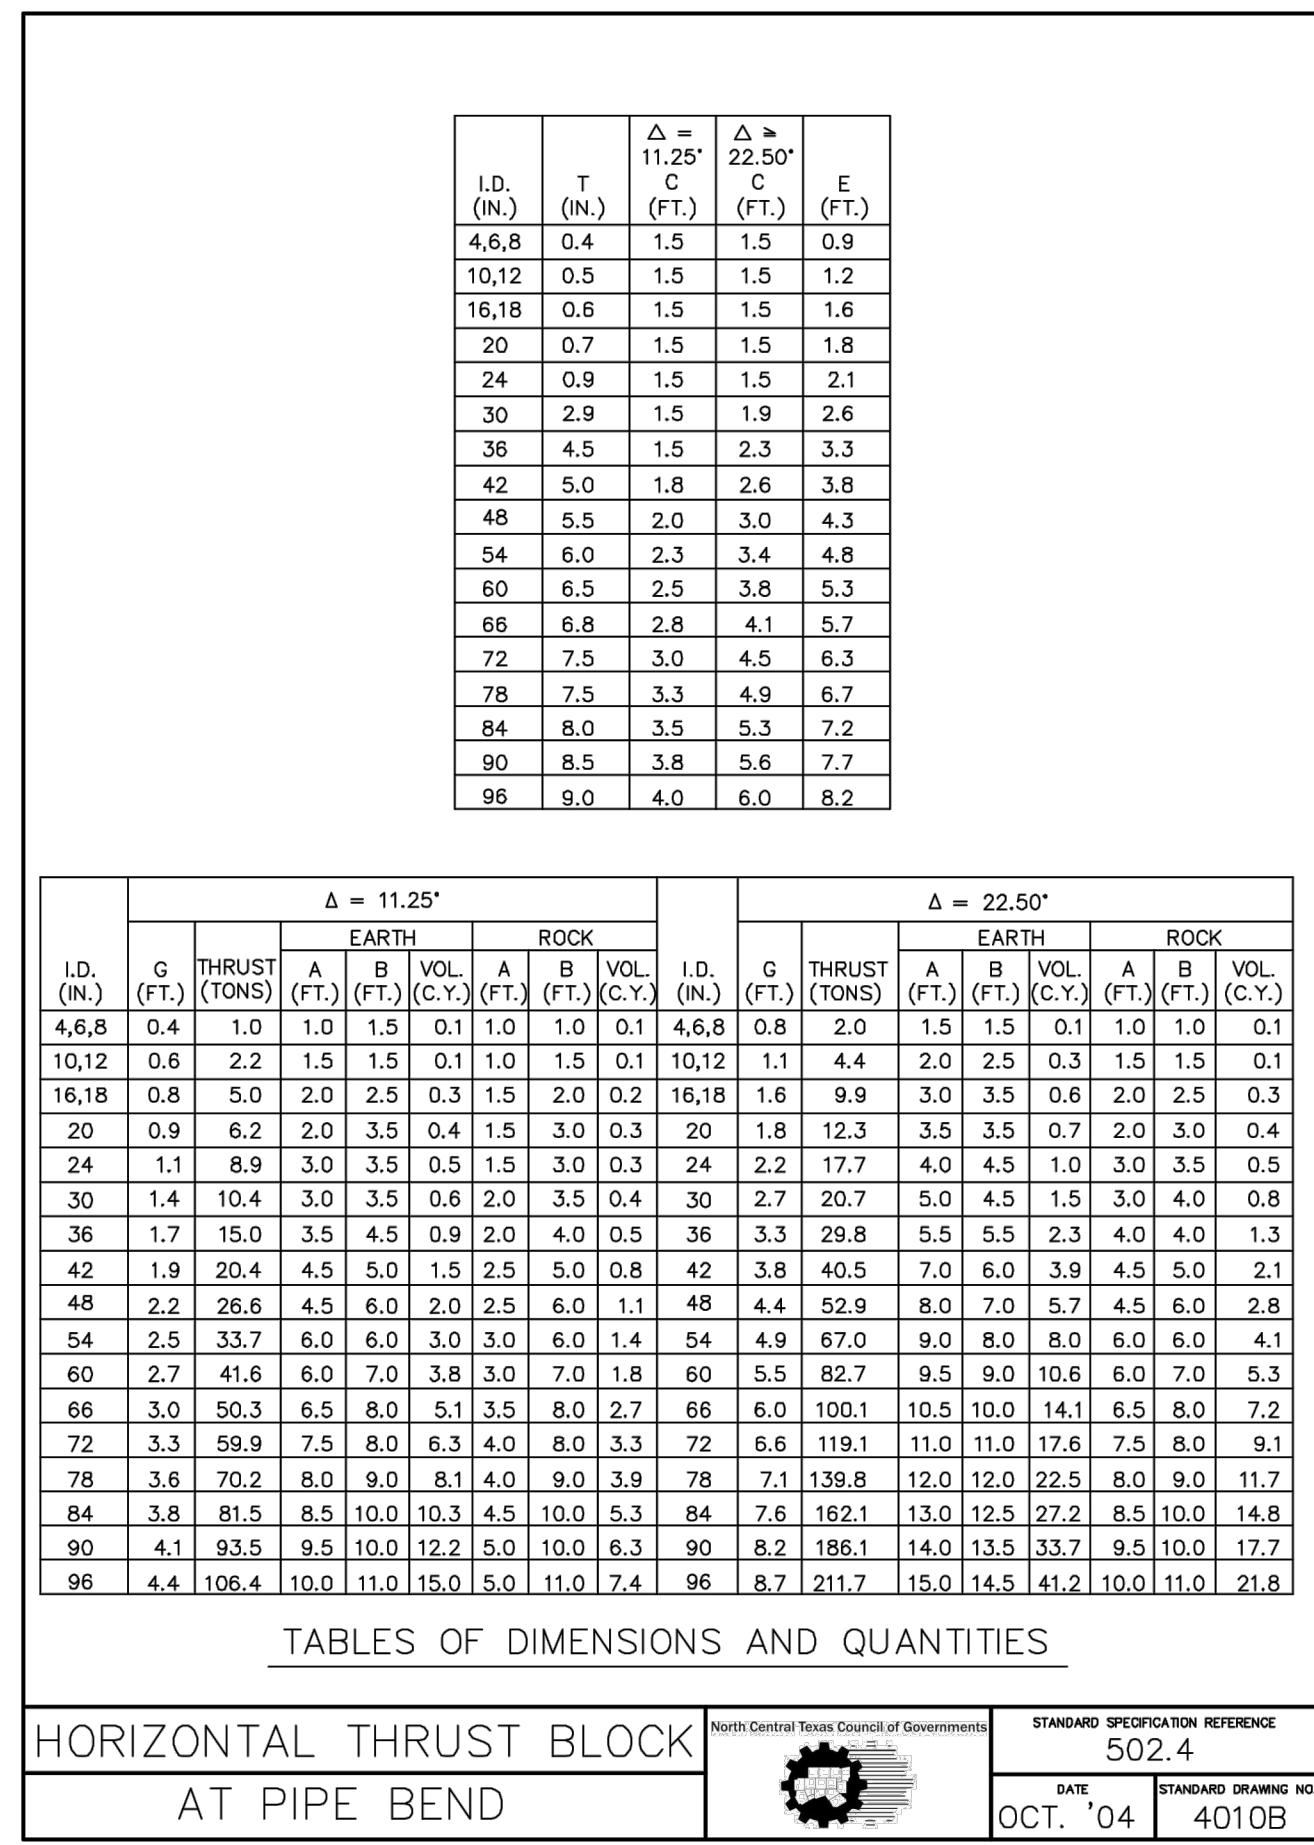 I.D. (IN.) T (IN.) Δ = 11.25° C (FT.) Δ ≥ 22.50° C (FT.) E (FT.)
4,6,8 0.4 1.5 1.5 0.9
10,12 0.5 1.5 1.5 1.2
16,18 0.6 1.5 1.5 1.6
20 0.7 1.5 1.5 1.8
24 0.9 1.5 1.5 2.1
30 2.9 1.5 1.9 2.6
36 4.5 1.5 2.3 3.3
42 5.0 1.8 2.6 3.8
48 5.5 2.0 3.0 4.3
54 6.0 2.3 3.4 4.8
60 6.5 2.5 3.8 5.3
66 6.8 2.8 4.1 5.7
72 7.5 3.0 4.5 6.3
78 7.5 3.3 4.9 6.7
84 8.0 3.5 5.3 7.2
90 8.5 3.8 5.6 7.7
96 9.0 4.0 6.0 8.2
Δ = 11.25° Δ = 22.50°
EARTH ROCK EARTH ROCK
I.D. (IN.) G (FT.) THRUST (TONS) A (FT.) B (FT.) VOL. (C.Y.) A (FT.) B (FT.) VOL. (C.Y.) I.D. (IN.) G (FT.) THRUST (TONS) A (FT.) B (FT.) VOL. (C.Y.) A (FT.) B (FT.) VOL. (C.Y.)
4,6,8 0.4 1.0 1.0 1.5 0.1 1.0 1.0 0.1 4,6,8 0.8 2.0 1.5 1.5 0.1 1.0 1.0 0.1
10,12 0.6 2.2 1.5 1.5 0.1 1.0 1.5 0.1 10,12 1.1 4.4 2.0 2.5 0.3 1.5 1.5 0.1
16,18 0.8 5.0 2.0 2.5 0.3 1.5 2.0 0.2 16,18 1.6 9.9 3.0 3.5 0.6 2.0 2.5 0.3
20 0.9 6.2 2.0 3.5 0.4 1.5 3.0 0.3 20 1.8 12.3 3.5 3.5 0.7 2.0 3.0 0.4
24 1.1 8.9 3.0 3.5 0.5 1.5 3.0 0.3 24 2.2 17.7 4.0 4.5 1.0 3.0 3.5 0.5
30 1.4 10.4 3.0 3.5 0.6 2.0 3.5 0.4 30 2.7 20.7 5.0 4.5 1.5 3.0 4.0 0.8
36 1.7 15.0 3.5 4.5 0.9 2.0 4.0 0.5 36 3.3 29.8 5.5 5.5 2.3 4.0 4.0 1.3
42 1.9 20.4 4.5 5.0 1.5 2.5 5.0 0.8 42 3.8 40.5 7.0 6.0 3.9 4.5 5.0 2.1
48 2.2 26.6 4.5 6.0 2.0 2.5 6.0 1.1 48 4.4 52.9 8.0 7.0 5.7 4.5 6.0 2.8
54 2.5 33.7 6.0 6.0 3.0 3.0 6.0 1.4 54 4.9 67.0 9.0 8.0 8.0 6.0 6.0 4.1
60 2.7 41.6 6.0 7.0 3.8 3.0 7.0 1.8 60 5.5 82.7 9.5 9.0 10.6 6.0 7.0 5.3
66 3.0 50.3 6.5 8.0 5.1 3.5 8.0 2.7 66 6.0 100.1 10.5 10.0 14.1 6.5 8.0 7.2
72 3.3 59.9 7.5 8.0 6.3 4.0 8.0 3.3 72 6.6 119.1 11.0 11.0 17.6 7.5 8.0 9.1
78 3.6 70.2 8.0 9.0 8.1 4.0 9.0 3.9 78 7.1 139.8 12.0 12.0 22.5 8.0 9.0 11.7
84 3.8 81.5 8.5 10.0 10.3 4.5 10.0 5.3 84 7.6 162.1 13.0 12.5 27.2 8.5 10.0 14.8
90 4.1 93.5 9.5 10.0 12.2 5.0 10.0 6.3 90 8.2 186.1 14.0 13.5 33.7 9.5 10.0 17.7
96 4.4 106.4 10.0 11.0 15.0 5.0 11.0 7.4 96 8.7 211.7 15.0 14.5 41.2 10.0 11.0 21.8
TABLES OF DIMENSIONS AND QUANTITIES
HORIZONTAL THRUST BLOCK
AT PIPE BEND
North Central Texas Council of Governments
STANDARD SPECIFICATION REFERENCE
502.4
DATE
OCT. '04
STANDARD DRAWING NO.
4010B